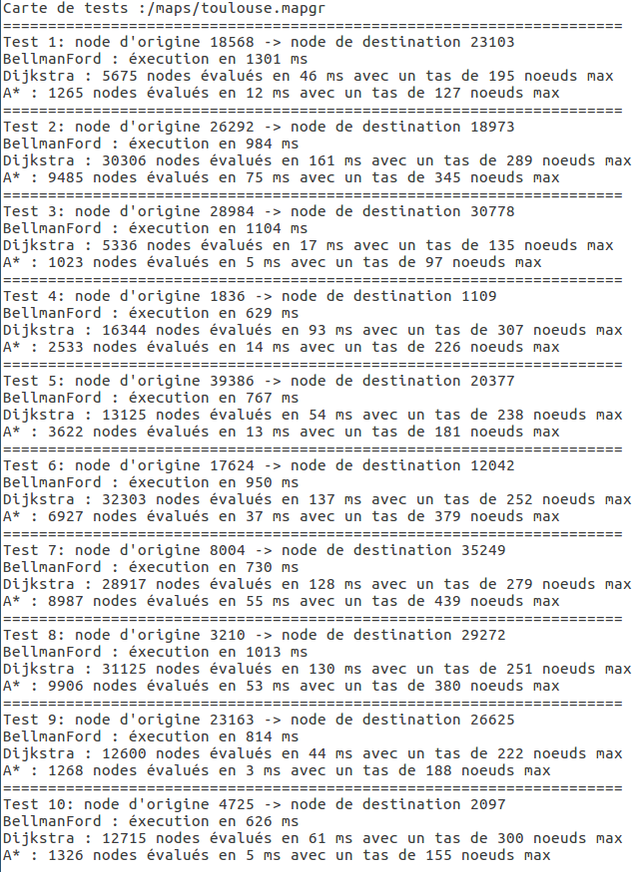 Carte de tests :/maps/toulouse.mapgr
======================================================================
Test 1: node d'origine 18568 -> node de destination 23103
BellmanFord : éxecution en 1301 ms
Dijkstra : 5675 nodes évalués en 46 ms avec un tas de 195 noeuds max
A* : 1265 nodes évalués en 12 ms avec un tas de 127 noeuds max
======================================================================
Test 2: node d'origine 26292 -> node de destination 18973
BellmanFord : éxecution en 984 ms
Dijkstra : 30306 nodes évalués en 161 ms avec un tas de 289 noeuds max
A* : 9485 nodes évalués en 75 ms avec un tas de 345 noeuds max
======================================================================
Test 3: node d'origine 28984 -> node de destination 30778
BellmanFord : éxecution en 1104 ms
Dijkstra : 5336 nodes évalués en 17 ms avec un tas de 135 noeuds max
A* : 1023 nodes évalués en 5 ms avec un tas de 97 noeuds max
======================================================================
Test 4: node d'origine 1836 -> node de destination 1109
BellmanFord : éxecution en 629 ms
Dijkstra : 16344 nodes évalués en 93 ms avec un tas de 307 noeuds max
A* : 2533 nodes évalués en 14 ms avec un tas de 226 noeuds max
======================================================================
Test 5: node d'origine 39386 -> node de destination 20377
BellmanFord : éxecution en 767 ms
Dijkstra : 13125 nodes évalués en 54 ms avec un tas de 238 noeuds max
A* : 3622 nodes évalués en 13 ms avec un tas de 181 noeuds max
======================================================================
Test 6: node d'origine 17624 -> node de destination 12042
BellmanFord : éxecution en 950 ms
Dijkstra : 32303 nodes évalués en 137 ms avec un tas de 252 noeuds max
A* : 6927 nodes évalués en 37 ms avec un tas de 379 noeuds max
======================================================================
Test 7: node d'origine 8004 -> node de destination 35249
BellmanFord : éxecution en 730 ms
Dijkstra : 28917 nodes évalués en 128 ms avec un tas de 279 noeuds max
A* : 8987 nodes évalués en 55 ms avec un tas de 439 noeuds max
======================================================================
Test 8: node d'origine 3210 -> node de destination 29272
BellmanFord : éxecution en 1013 ms
Dijkstra : 31125 nodes évalués en 130 ms avec un tas de 251 noeuds max
A* : 9906 nodes évalués en 53 ms avec un tas de 380 noeuds max
======================================================================
Test 9: node d'origine 23163 -> node de destination 26625
BellmanFord : éxecution en 814 ms
Dijkstra : 12600 nodes évalués en 44 ms avec un tas de 222 noeuds max
A* : 1268 nodes évalués en 3 ms avec un tas de 188 noeuds max
======================================================================
Test 10: node d'origine 4725 -> node de destination 2097
BellmanFord : éxecution en 626 ms
Dijkstra : 12715 nodes évalués en 61 ms avec un tas de 300 noeuds max
A* : 1326 nodes évalués en 5 ms avec un tas de 155 noeuds max